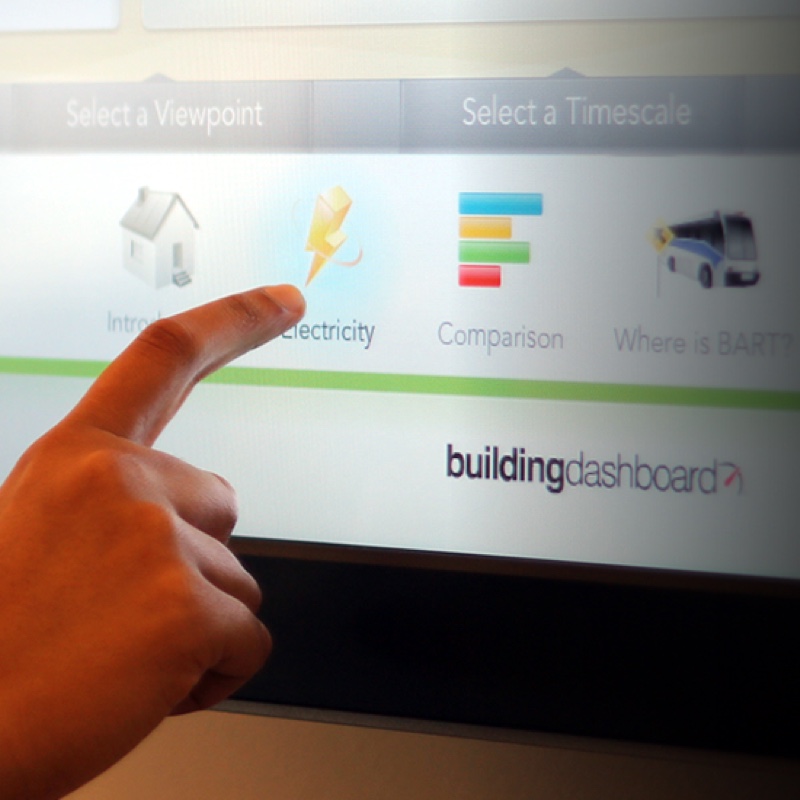 Select a Viewpoint
Select a Timescale
Electricity
Comparison
Where is BART?
buildingdashboard